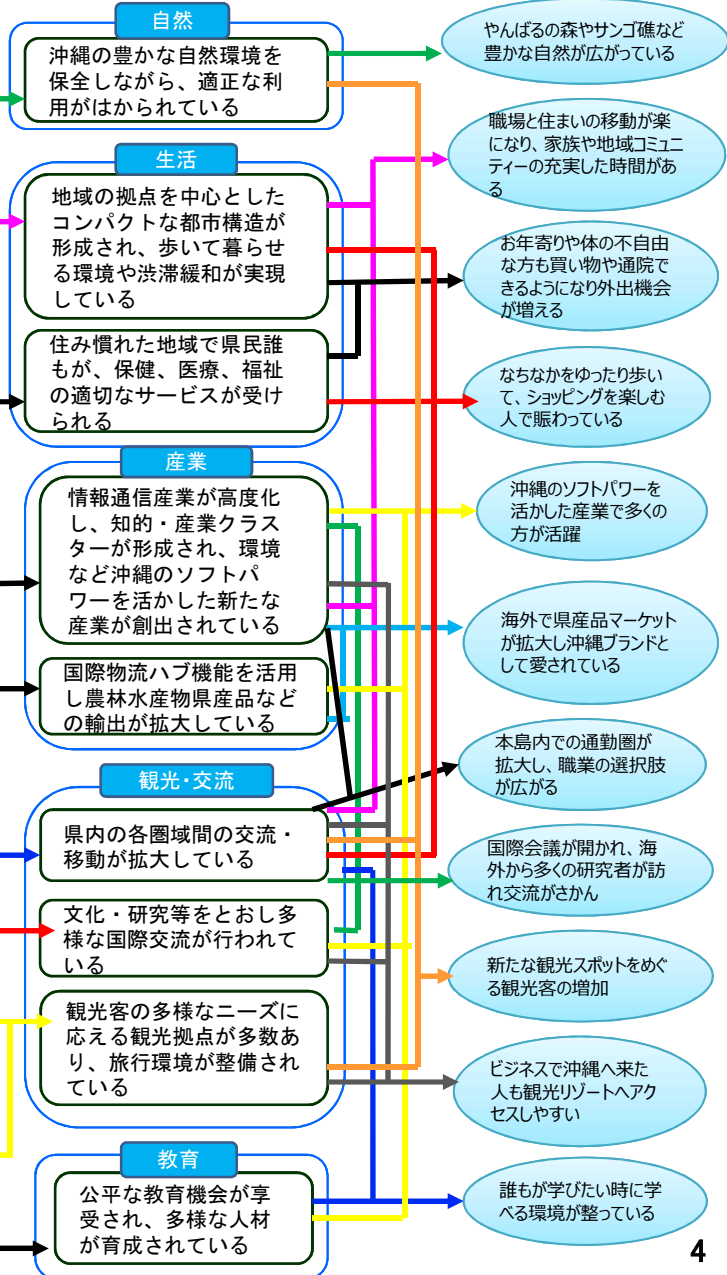 自然
沖縄の豊かな自然環境を
保全しながら、適正な利
用がはかられている
生活
地域の拠点を中心とした
コンパクトな都市構造が
形成され、歩いて暮らせ
る環境や渋滞緩和が実現
している
住み慣れた地域で県民誰
もが、保健、医療、福祉
の適切なサービスが受け
られる
産業
情報通信産業が高度化
し、知的・産業クラス
ターが形成され、環境
など沖縄のソフトパ
ワーを活かした新たな
産業が創出されている
国際物流ハブ機能を活用
し農林水産物県産品など
の輸出が拡大している
観光・交流
県内の各圏域間の交流・
移動が拡大している
文化・研究等をとおし多
様な国際交流が行われて
いる
観光客の多様なニーズに
応える観光拠点が多数あ
り、旅行環境が整備され
ている
教育
公平な教育機会が享
受され、多様な人材
が育成されている
やんばるの森やサンゴ礁など
豊かな自然が広がっている
職場と住まいの移動が楽
になり、家族や地域コミュニ
ティーの充実した時間があ
る
お年寄りや体の不自由
な方も買い物や通院で
きるようになり外出機会
が増える
なちなかをゆったり歩い
て、ショッピングを楽しむ
人で賑わっている
沖縄のソフトパワーを
活かした産業で多くの
方が活躍
海外で県産品マーケット
が拡大し沖縄ブランドと
して愛されている
本島内での通勤圏が
拡大し、職業の選択肢
が広がる
国際会議が開かれ、海
外から多くの研究者が訪
れ交流がさかん
新たな観光スポットをめぐ
る観光客の増加
ビジネスで沖縄へ来た
人も観光リゾートへアク
セスしやすい
誰もが学びたい時に学
べる環境が整っている
4